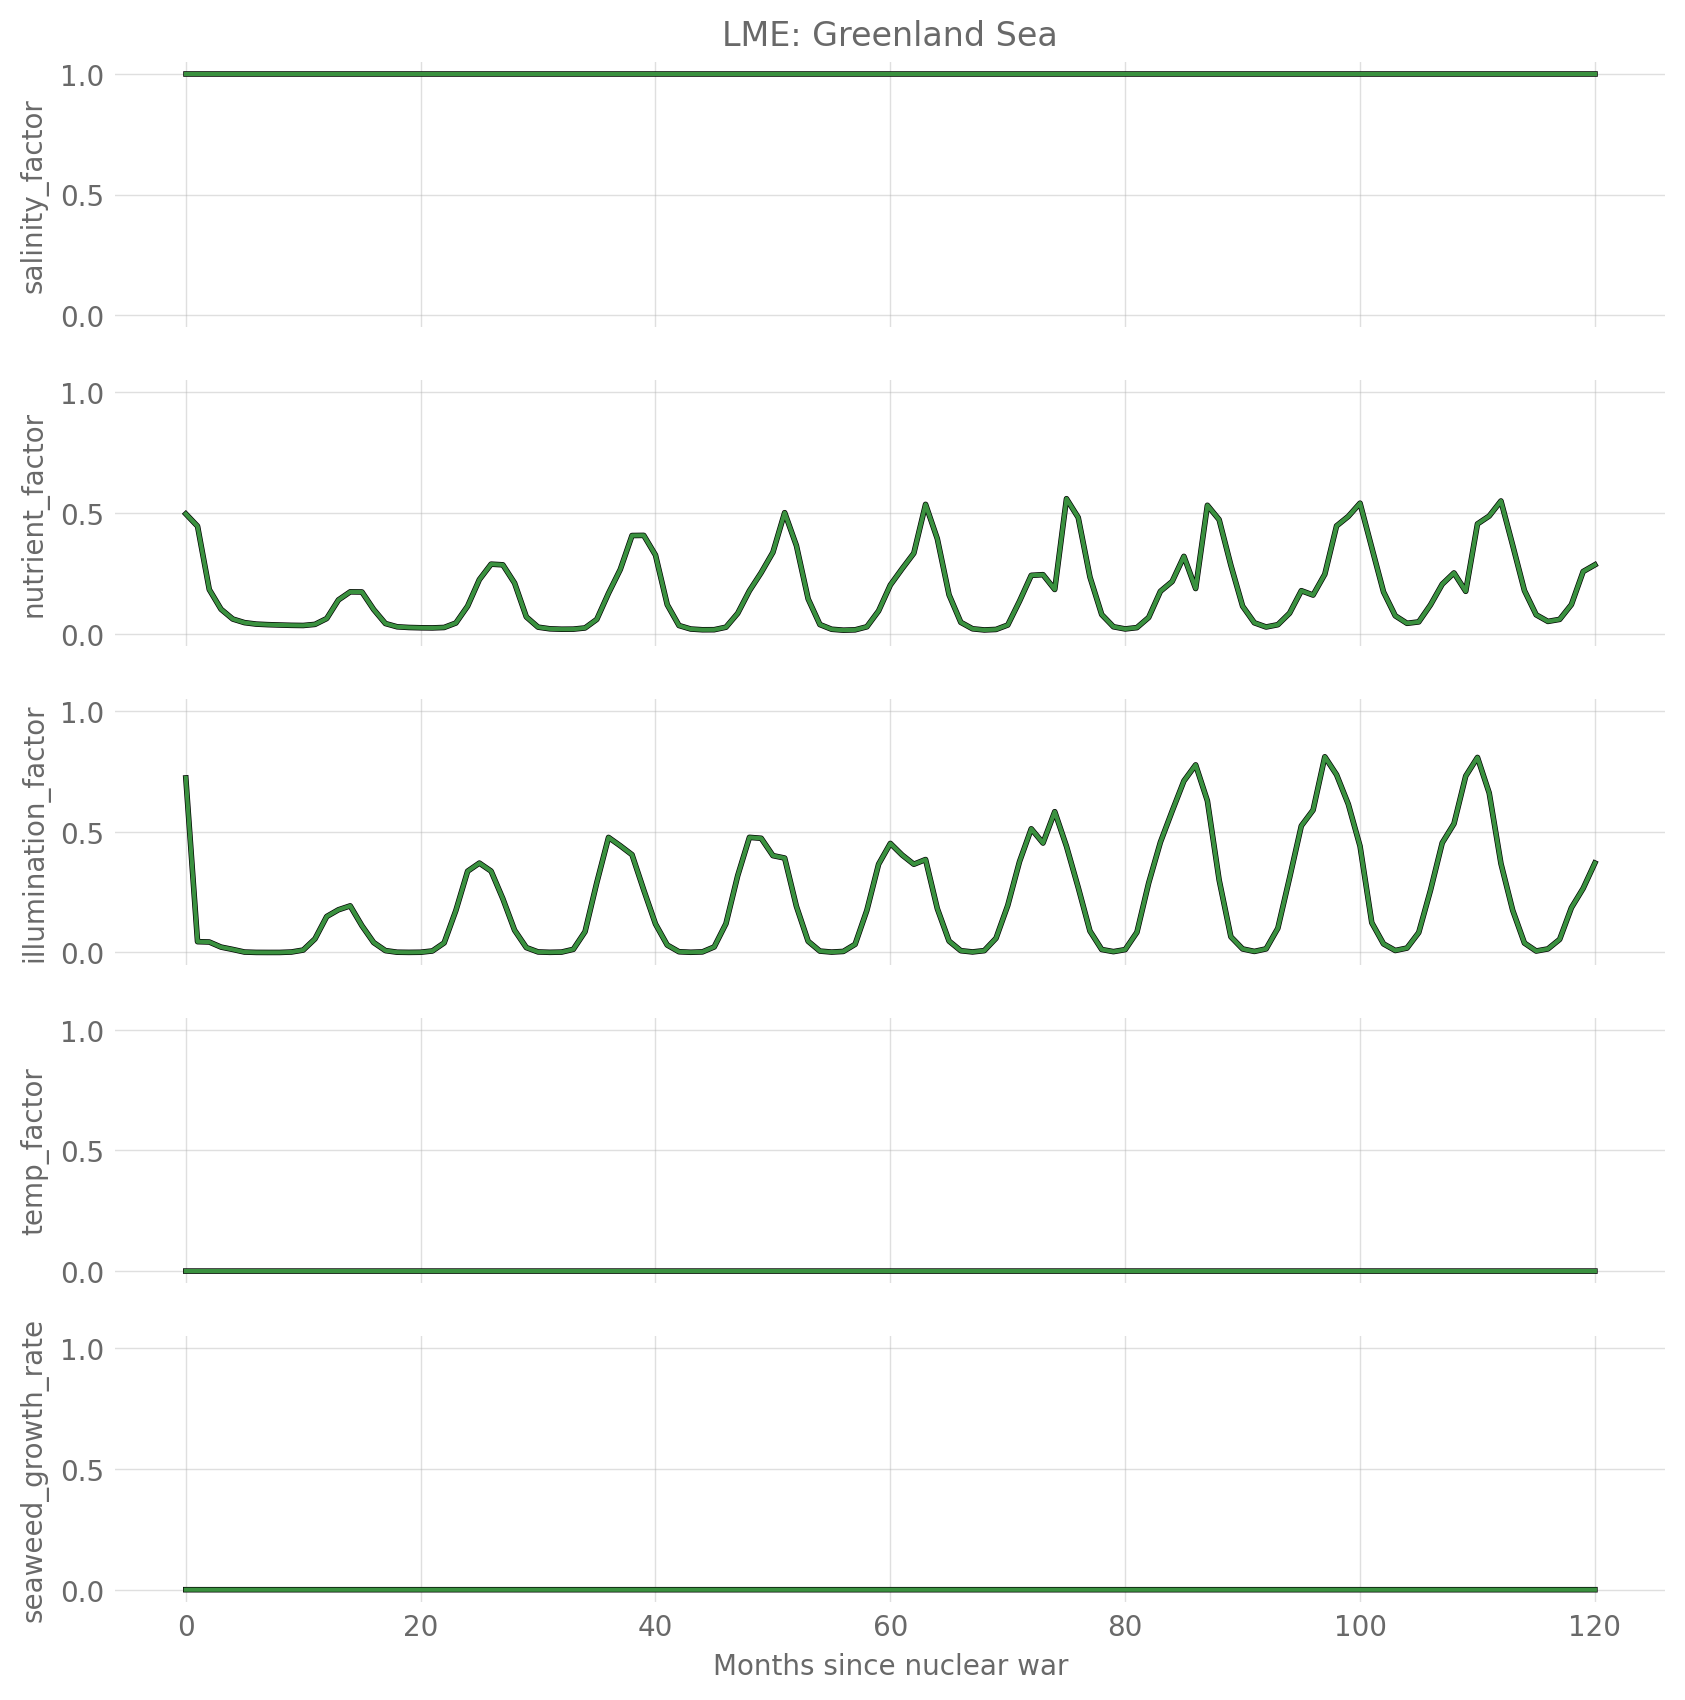 LME: Greenland Sea
salinity_factor
1.0
0.5
0.0
nutrient_factor
1.0
0.5
0.0
illumination_factor
1.0
0.5
0.0
temp_factor
1.0
0.5
0.0
seaweed_growth_rate
1.0
0.5
0.0
0 20 40 60 80 100 120
Months since nuclear war